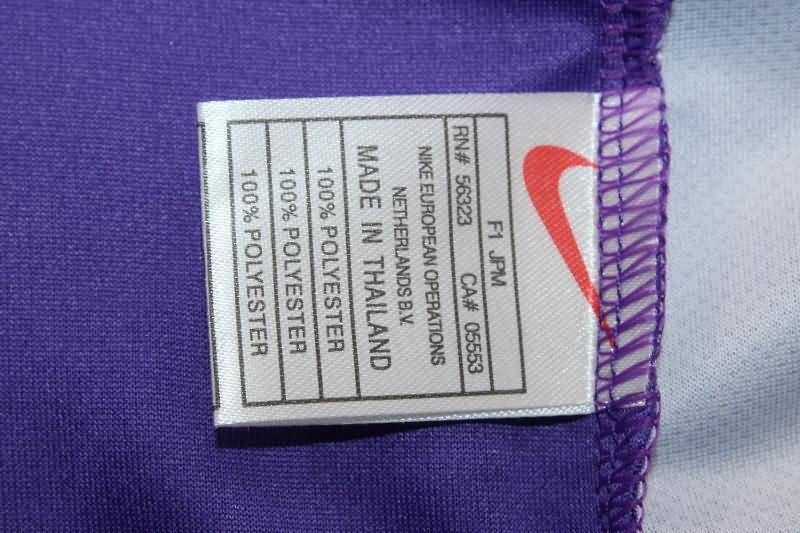 F1 JPM
RN# 56323 CA# 05553
NIKE EUROPEAN OPERATIONS
NETHERLANDS B.V.
MADE IN THAILAND
100% POLYESTER
100% POLYESTER
100% POLYESTER